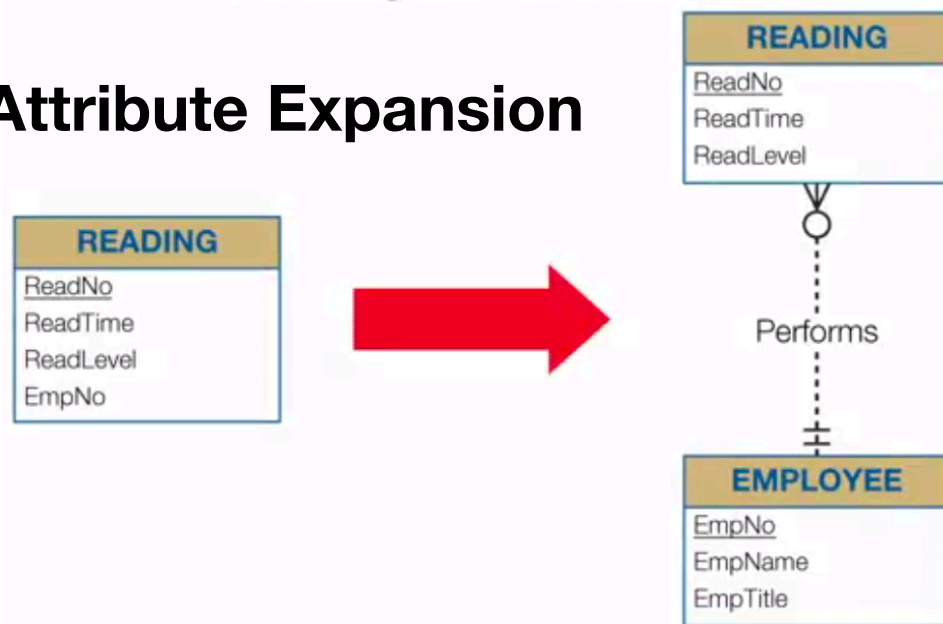 Attribute Expansion
READING
ReadNo
ReadTime
ReadLevel
EmpNo
READING
ReadNo
ReadTime
ReadLevel
Performs
EMPLOYEE
EmpNo
EmpName
EmpTitle